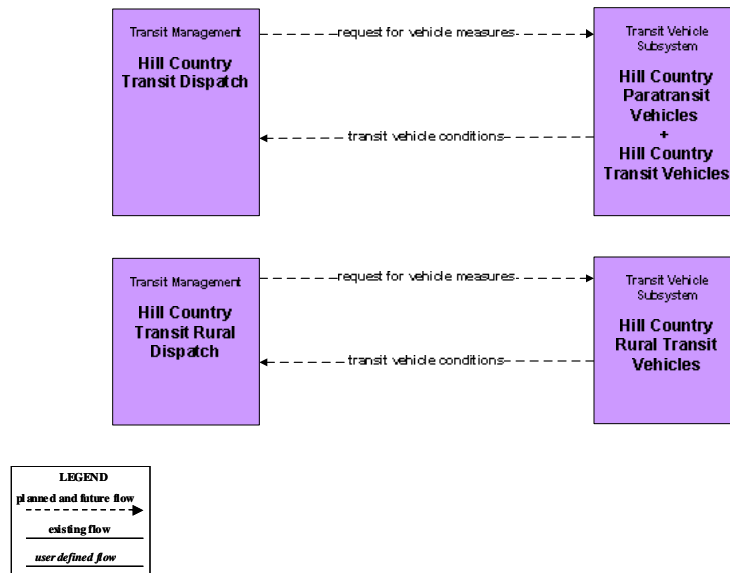 Transit Management
Hill Country
Transit Dispatch
request for vehicle measures
transit vehicle conditions
Transit Vehicle
Subsystem
Hill Country
Paratransit
Vehicles
+
Hill Country
Transit Vehicles
Transit Management
Hill Country
Transit Rural
Dispatch
request for vehicle measures
transit vehicle conditions
Transit Vehicle
Subsystem
Hill Country
Rural Transit
Vehicles
LEGEND
planned and future flow
existing flow
user defined flow